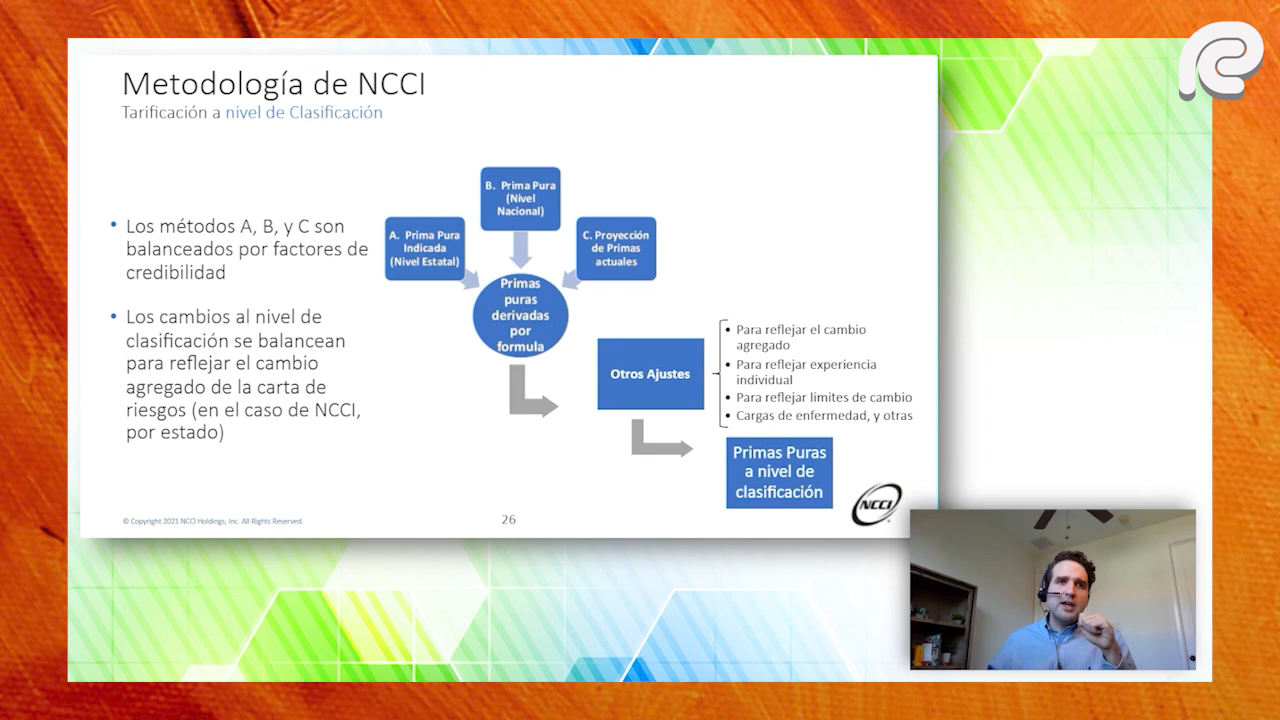 Metodología de NCCI
Tarificación a nivel de Clasificación
• Los métodos A, B, y C son
balanceados por factores de
credibilidad
• Los cambios al nivel de
clasificación se balancean
para reflejar el cambio
agregado de la carta de
riesgos (en el caso de NCCI,
por estado)
A. Prima Pura
Indicada
(Nivel Estatal)
B. Prima Pura
(Nivel
Nacional)
C. Proyección
de Primas
actuales
Primas
puras
derivadas
por
formula
Otros Ajustes
• Para reflejar el cambio
agregado
• Para reflejar experiencia
individual
• Para reflejar limites de cambio
• Cargas de enfermedad, y otras
Primas Puras
a nivel de
clasificación
NCCI
© Copyright 2021 NCCI Holdings, Inc. All Rights Reserved.
26